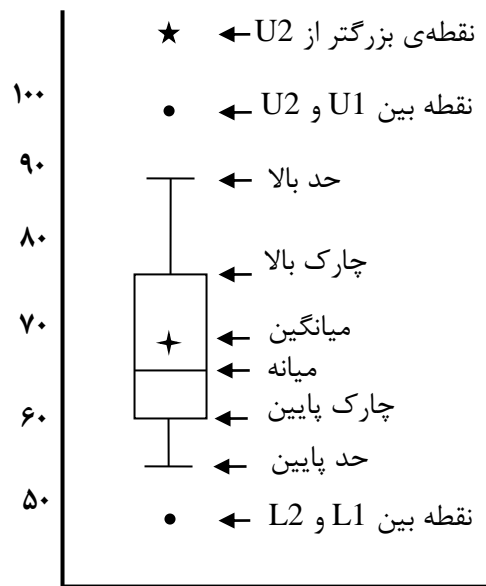 نقطه‌ی بزرگتر از U2
۱۰۰
نقطه بین U1 و U2
۹۰
حد بالا
۸۰
چارک بالا
۷۰
میانگین
میانه
چارک پایین
۶۰
حد پایین
۵۰
نقطه بین L1 و L2